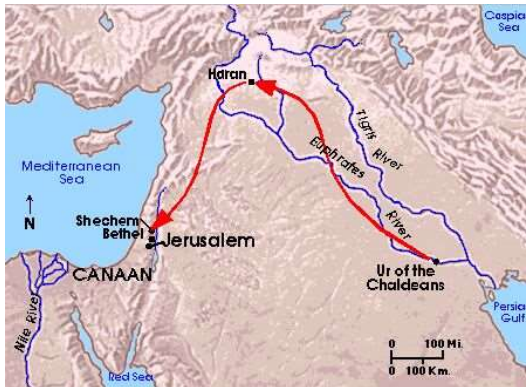 Caspian
Sea
Haran
Tigris
River
Euphrates
River
Mediterranean
Sea
N
Shechem
Bethel
Jerusalem
CANAAN
Ur of the
Chaldeans
Nile River
Red Sea
Persian
Gulf
0 100 Mi.
0 100 Km.